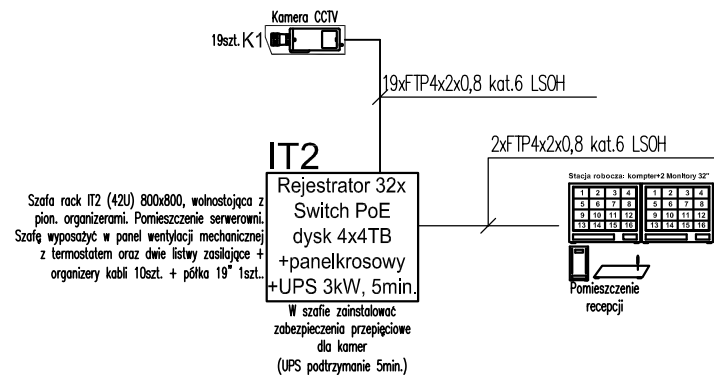 Kamera CCTV
19szt. K1
19xFTP4x2x0,8 kat.6 LSOH
2xFTP4x2x0,8 kat.6 LSOH
IT2
Rejestrator 32x
Switch PoE
dysk 4x4TB
+panelkrosowy
+UPS 3kW, 5min.
Szafa rack IT2 (42U) 800x800, wolnostojąca z
pion. organizerami. Pomieszczenie serwerowni.
Szafę wyposażyć w panel wentylacji mechanicznej
z termostatem oraz dwie listwy zasilające +
organizery kabli 10szt. + półka 19" 1szt..
W szafie zainstalować
zabezpieczenia przepięciowe
dla kamer
(UPS podtrzymanie 5min.)
Stacja robocza: kompter+2 Monitory 32"
1 2 3 4 1 2 3 4
5 6 7 8 5 6 7 8
9 10 11 12 9 10 11 12
13 14 15 16 13 14 15 16
Pomieszczenie
recepcji